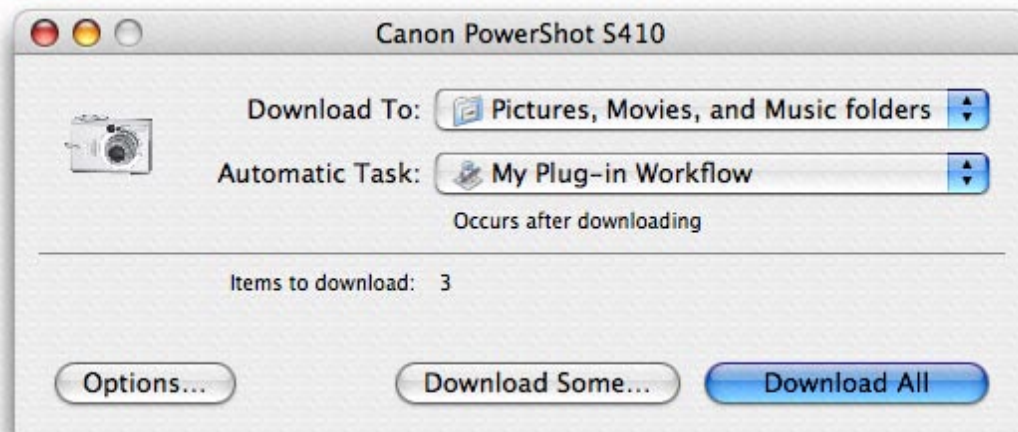 Canon PowerShot S410
Download To: Pictures, Movies, and Music folders
Automatic Task: My Plug-in Workflow
Occurs after downloading
Items to download: 3
Options... Download Some... Download All